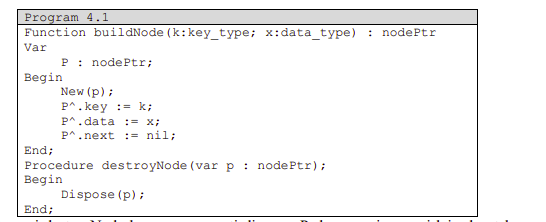 Program 4.1
Function buildNode(k:key_type; x:data_type) : nodePtr
Var
P : nodePtr;
Begin
New(p);
P^.key := k;
P^.data := x;
P^.next := nil;
End;
Procedure destroyNode(var p : nodePtr);
Begin
Dispose(p);
End;